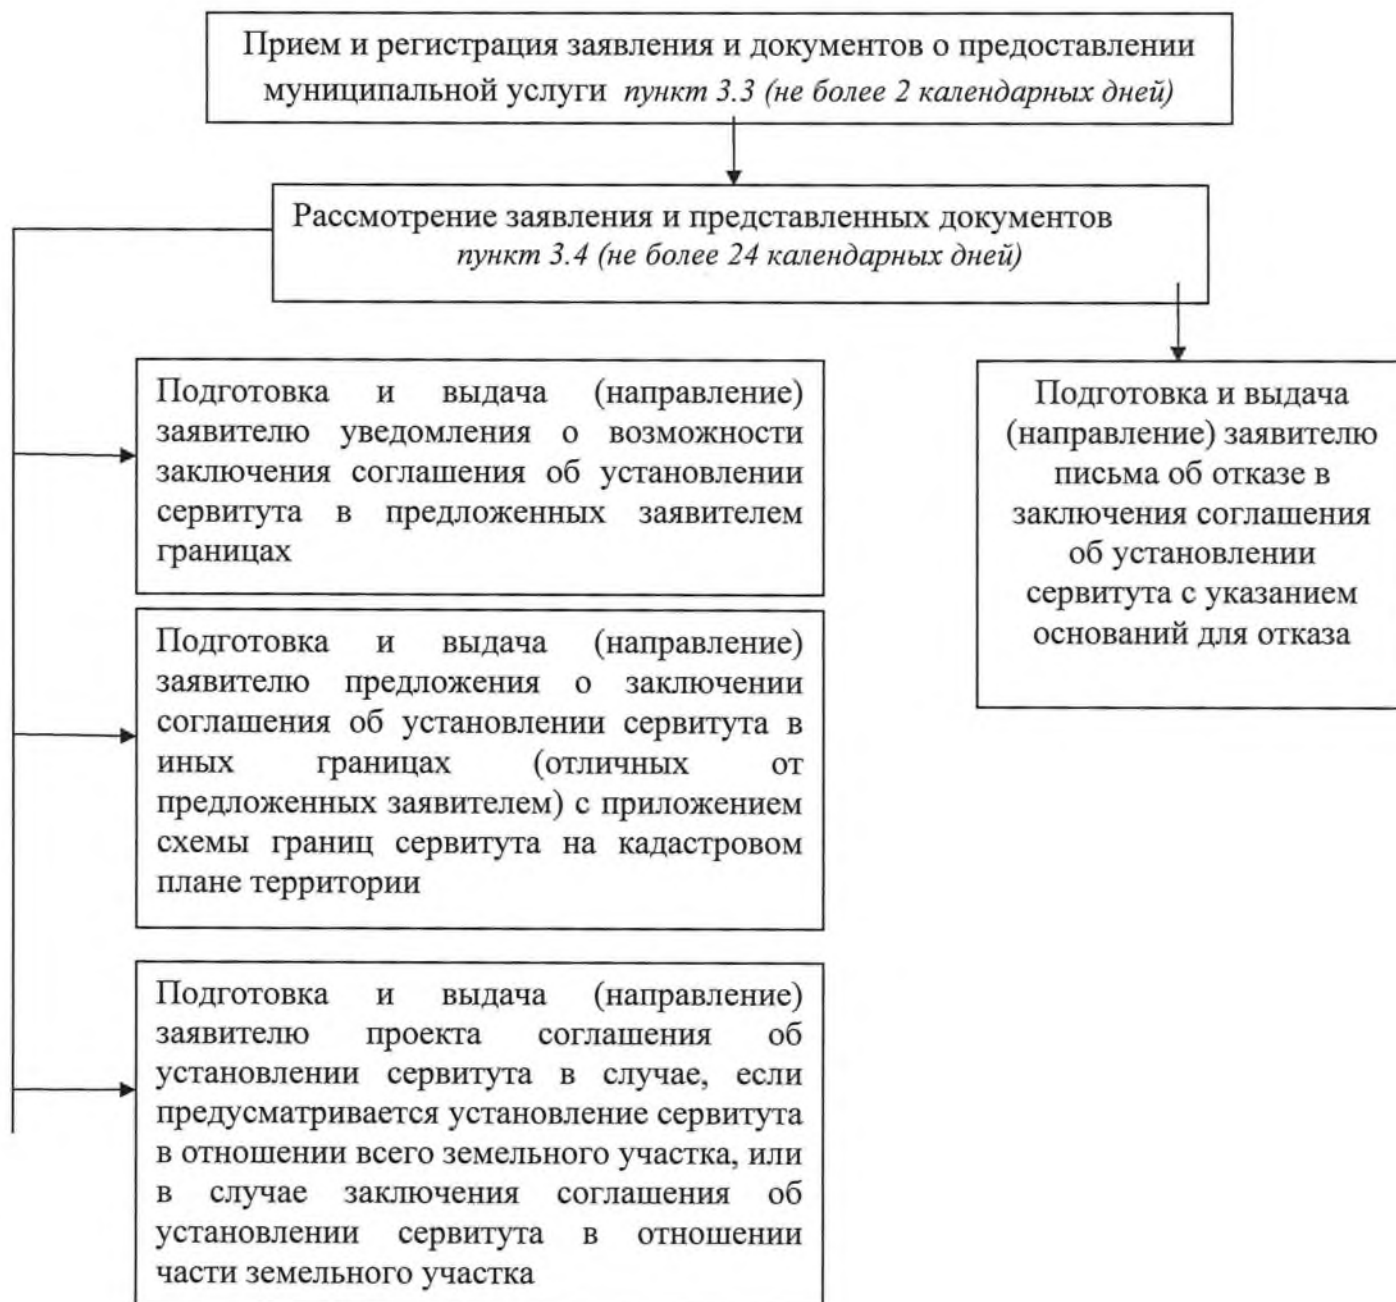 Прием и регистрация заявления и документов о предоставлении
муниципальной услуги пункт 3.3 (не более 2 календарных дней)
Рассмотрение заявления и представленных документов
пункт 3.4 (не более 24 календарных дней)
Подготовка и выдача (направление)
заявителю уведомления о возможности
заключения соглашения об установлении
сервитута в предложенных заявителем
границах
Подготовка и выдача
(направление) заявителю
письма об отказе в
заключения соглашения
об установлении
сервитута с указанием
оснований для отказа
Подготовка и выдача (направление)
заявителю предложения о заключении
соглашения об установлении сервитута в
иных границах (отличных от
предложенных заявителем) с приложением
схемы границ сервитута на кадастровом
плане территории
Подготовка и выдача (направление)
заявителю проекта соглашения об
установлении сервитута в случае, если
предусматривается установление сервитута
в отношении всего земельного участка, или
в случае заключения соглашения об
установлении сервитута в отношении
части земельного участка